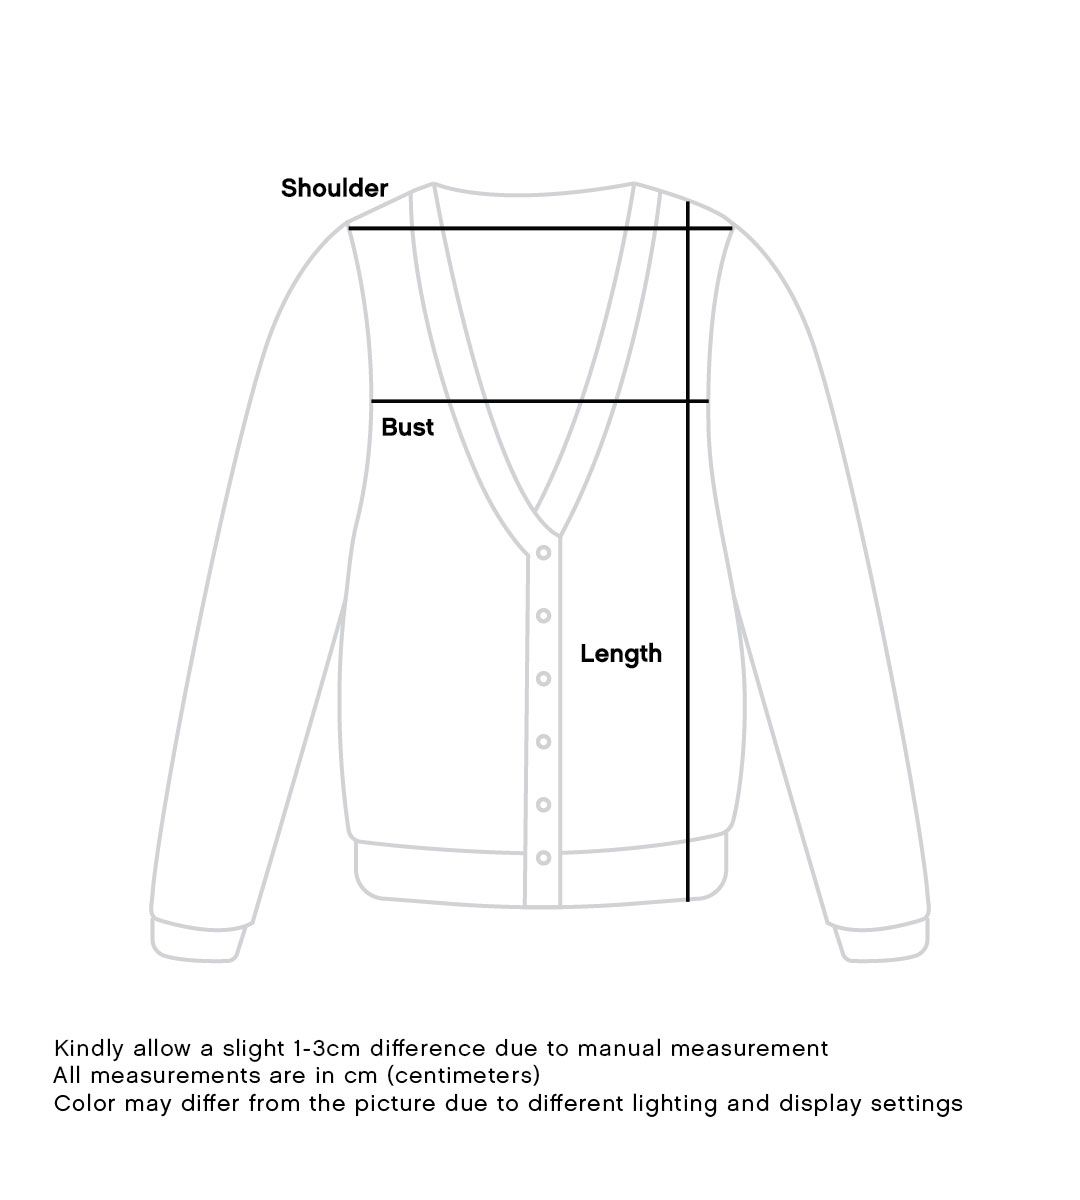 Shoulder
Bust
Length
Kindly allow a slight 1-3cm difference due to manual measurement
All measurements are in cm (centimeters)
Color may differ from the picture due to different lighting and display settings